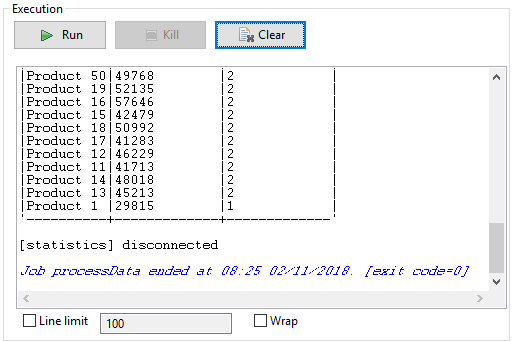 Execution
Run Kill Clear
|Product 50|49768 |2 |
|Product 19|52135 |2 |
|Product 16|57646 |2 |
|Product 15|42479 |2 |
|Product 18|50992 |2 |
|Product 17|41283 |2 |
|Product 12|46229 |2 |
|Product 11|41713 |2 |
|Product 14|48018 |2 |
|Product 13|45213 |2 |
|Product 1 |29815 |1 |
'----------+-------------+-------------'
[statistics] disconnected
Job processData ended at 08:25 02/11/2018. [exit code=0]
Line limit 100 Wrap